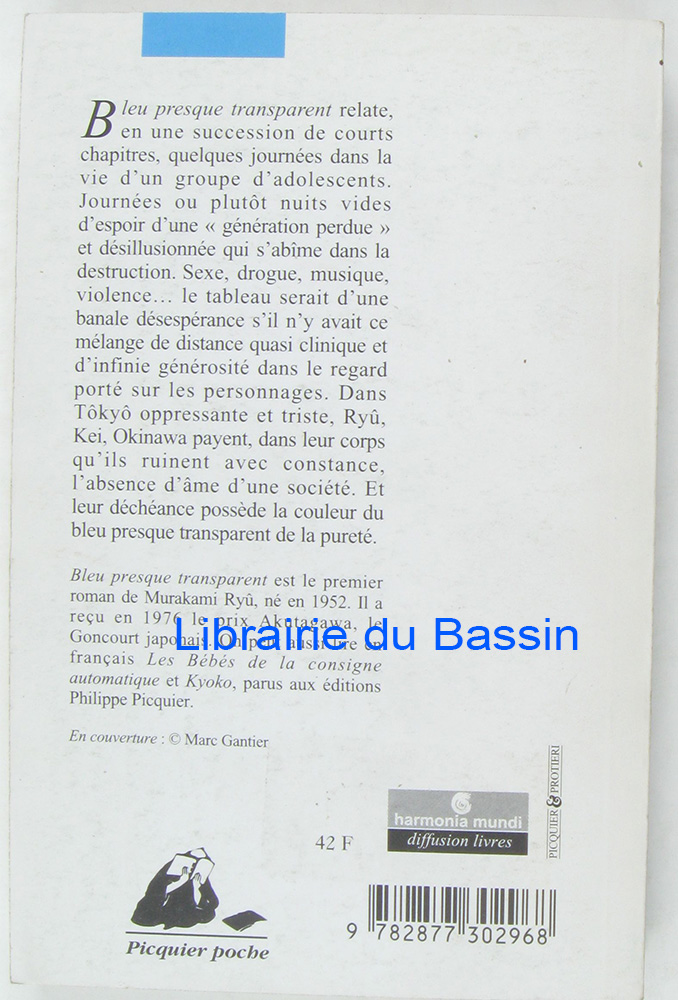 Bleu presque transparent relate,
en une succession de courts
chapitres, quelques journées dans la
vie d'un groupe d'adolescents.
Journées ou plutôt nuits vides
d'espoir d'une « génération perdue »
et désillusionnée qui s'abîme dans la
destruction. Sexe, drogue, musique,
violence… le tableau serait d'une
banale désespérance s'il n'y avait ce
mélange de distance quasi clinique et
d'infinie générosité dans le regard
porté sur les personnages. Dans
Tôkyô oppressante et triste, Ryû,
Kei, Okinawa payent, dans leur corps
qu'ils ruinent avec constance,
l'absence d'âme d'une société. Et
leur déchéance possède la couleur du
bleu presque transparent de la pureté.
Bleu presque transparent est le premier
roman de Murakami Ryû, né en 1952. Il a
reçu en 1976 le prix Akutagawa, le
Goncourt japonais. On peut aussi lire en
français Les Bébés de la consigne
automatique et Kyoko, parus aux éditions
Philippe Picquier.
Librairie du Bassin
En couverture : © Marc Gantier
42 F
harmonia mundi
diffusion livres
PICQUIER & PROTIERI
Picquier poche
9 782877 302968